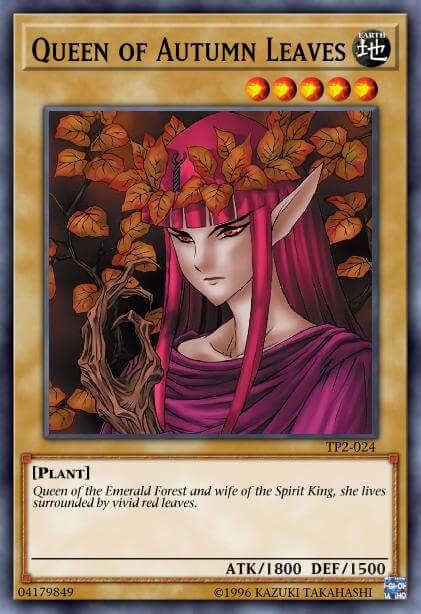 QUEEN OF AUTUMN LEAVES
EARTH
地
TP2-024
[PLANT]
Queen of the Emerald Forest and wife of the Spirit King, she lives
surrounded by vivid red leaves.
ATK/1800 DEF/1500
04179849
©1996 KAZUKI TAKAHASHI